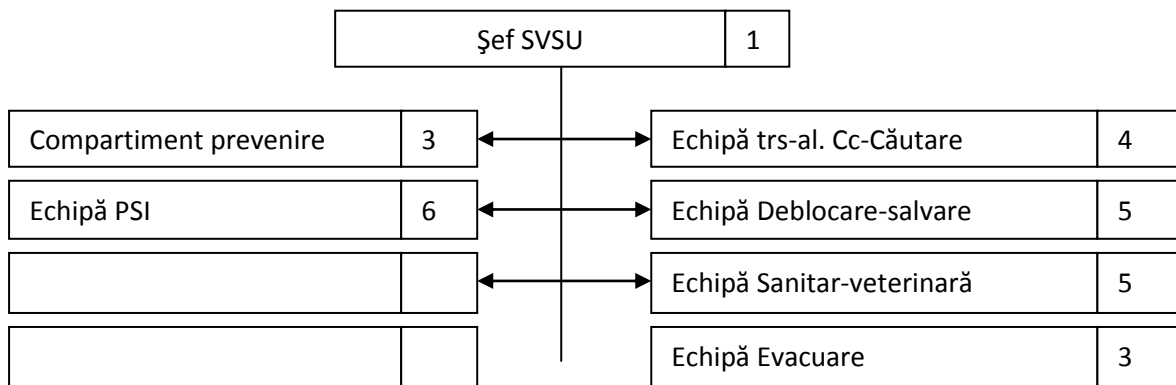 Şef SVSU 1
Compartiment prevenire 3 Echipă trs-al. Cc-Căutare 4
Echipă PSI 6 Echipă Deblocare-salvare 5
Echipă Sanitar-veterinară 5
Echipă Evacuare 3